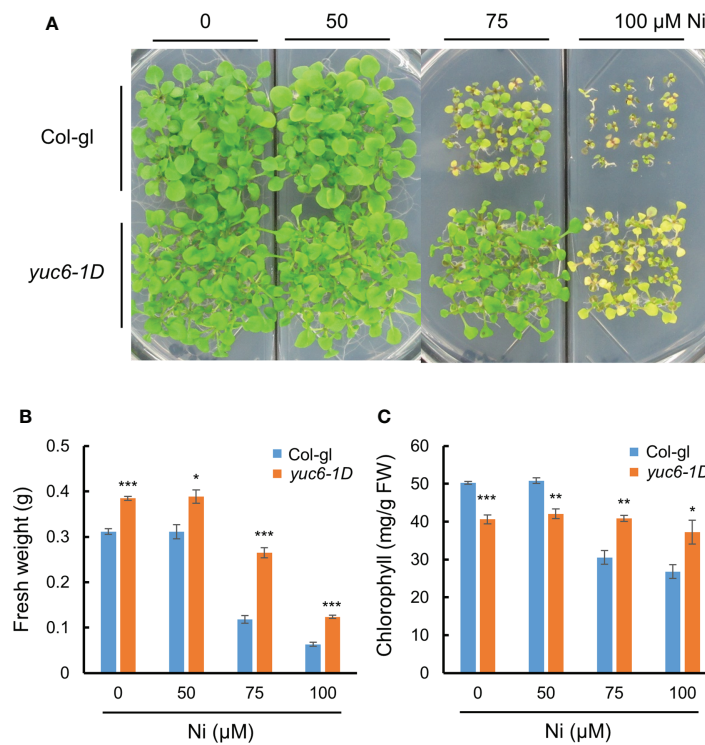 A
0 50 75 100 µM Ni
Col-gl
yuc6-1D
B
Fresh weight (g)
0.5
0.4
0.3
0.2
0.1
0
Col-gl
yuc6-1D
***
*
***
***
0 50 75 100
Ni (µM)
C
Chlorophyll (mg/g FW)
60
50
40
30
20
10
0
Col-gl
yuc6-1D
***
**
**
*
0 50 75 100
Ni (µM)